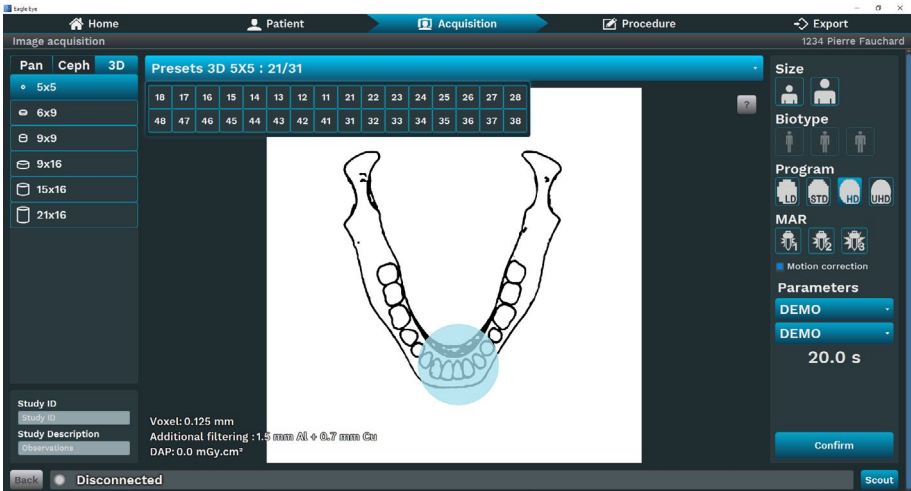 Eagle Eye
Home
Patient
Acquisition
Procedure
Export
Image acquisition
1234 Pierre Fauchard
Pan Ceph 3D
5x5
6x9
9x9
9x16
15x16
21x16
Presets 3D 5X5 : 21/31
18 17 16 15 14 13 12 11 21 22 23 24 25 26 27 28
48 47 46 45 44 43 42 41 31 32 33 34 35 36 37 38
?
Size
Biotype
Program
LD STD HD UHD
MAR
1 2 3
Motion correction
Parameters
DEMO
DEMO
20.0 s
Study ID
Study ID
Study Description
Observations
Voxel: 0.125 mm
Additional filtering : 1.5 mm Al + 0.7 mm Cu
DAP: 0.0 mGy.cm²
Confirm
Back
Disconnected
Scout